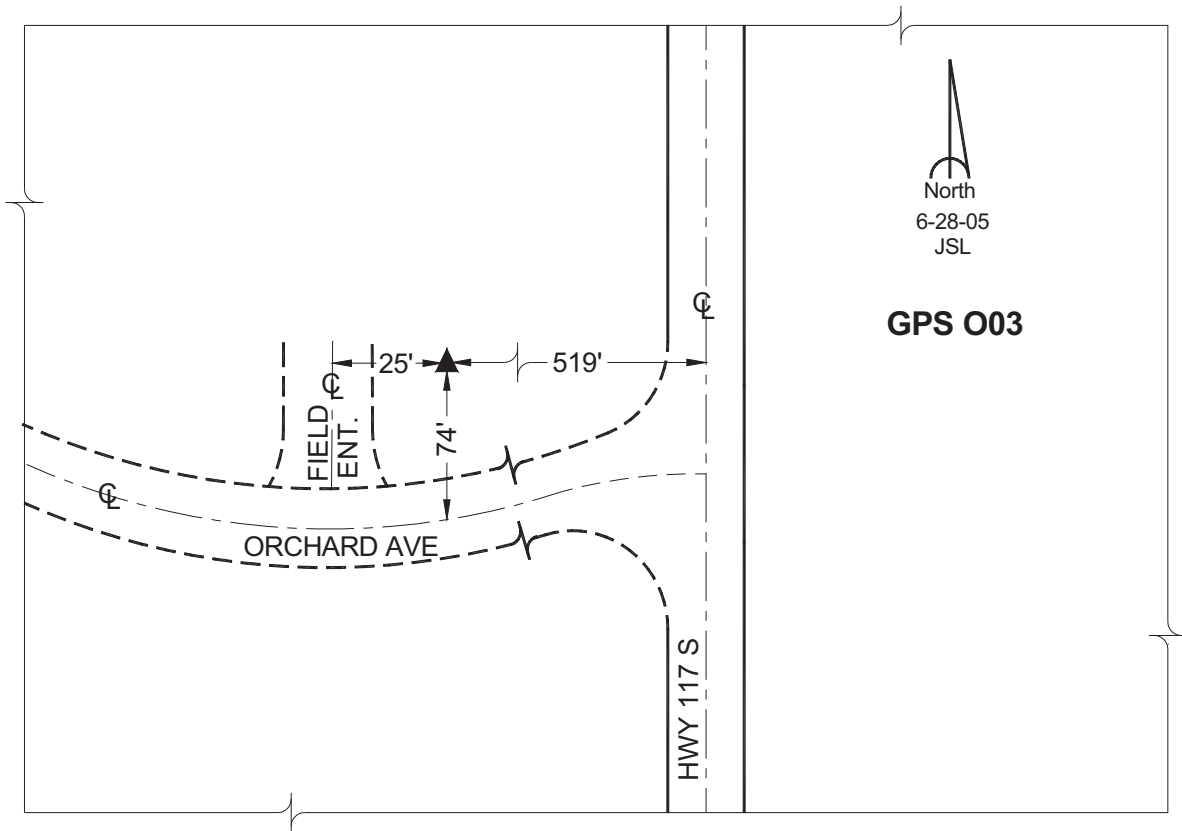 North
6-28-05
JSL
℄
GPS O03
25'
519'
℄
FIELD
ENT.
74'
℄
ORCHARD AVE
HWY 117 S